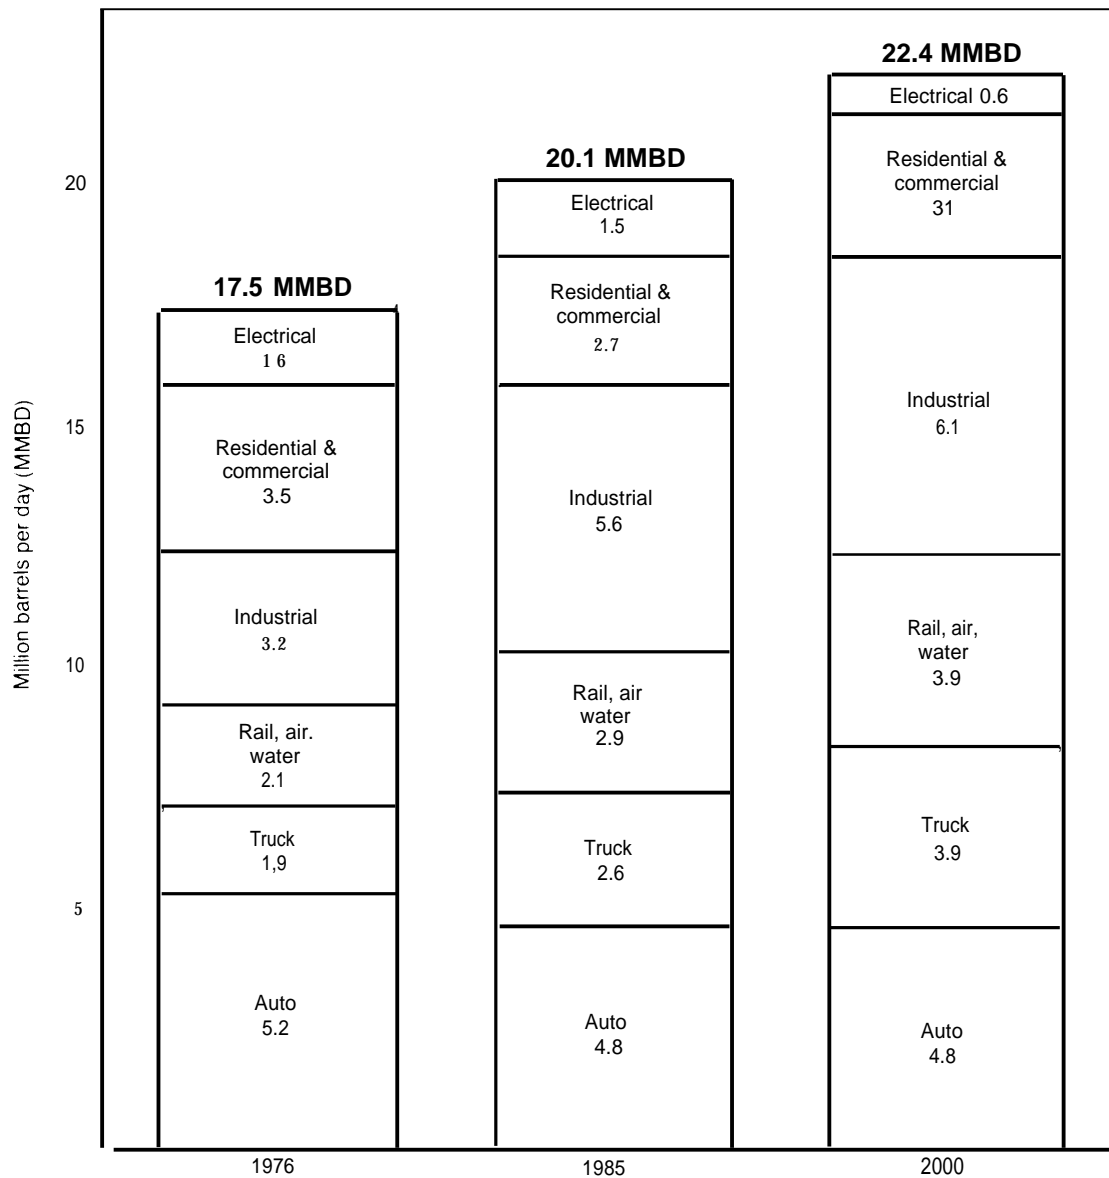 Million barrels per day (MMBD)
20
15
10
5
17.5 MMBD
Electrical
1 6
Residential &
commercial
3.5
Industrial
3.2
Rail, air.
water
2.1
Truck
1,9
Auto
5.2
1976
20.1 MMBD
Electrical
1.5
Residential &
commercial
2.7
Industrial
5.6
Rail, air
water
2.9
Truck
2.6
Auto
4.8
1985
22.4 MMBD
Electrical 0.6
Residential &
commercial
31
Industrial
6.1
Rail, air,
water
3.9
Truck
3.9
Auto
4.8
2000